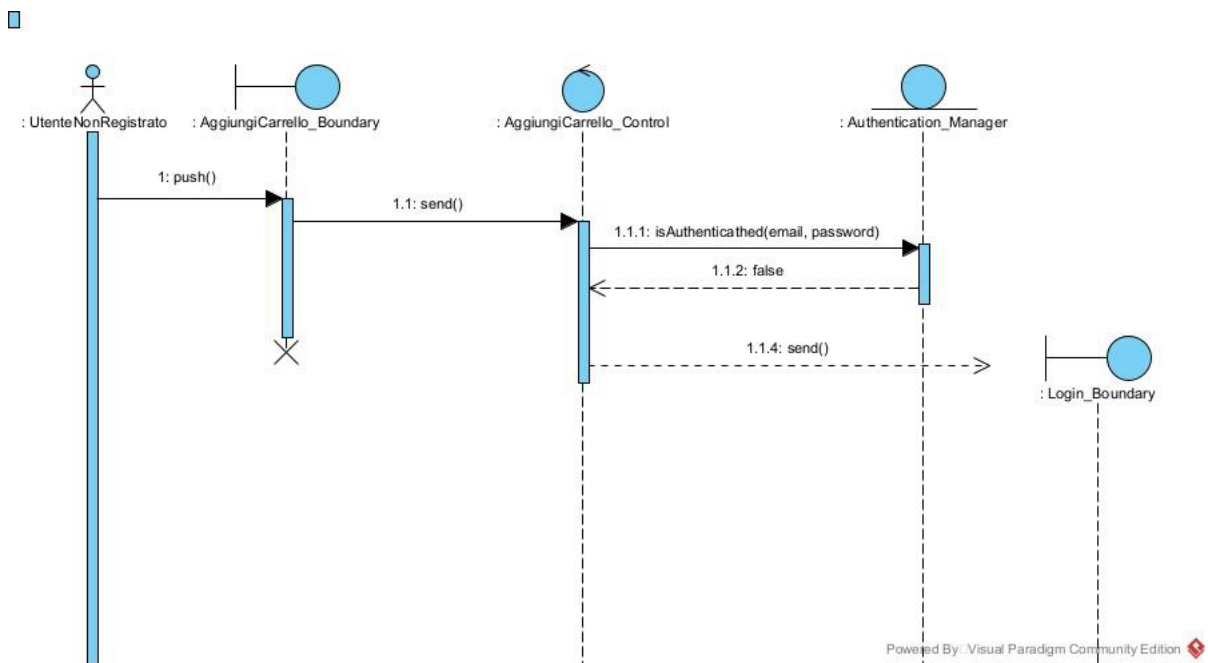 : UtenteNonRegistrato
: AggiungiCarrello_Boundary
: AggiungiCarrello_Control
: Authentication_Manager
1: push()
1.1: send()
1.1.1: isAuthenticathed(email, password)
1.1.2: false
1.1.4: send()
: Login_Boundary
Powered By Visual Paradigm Community Edition